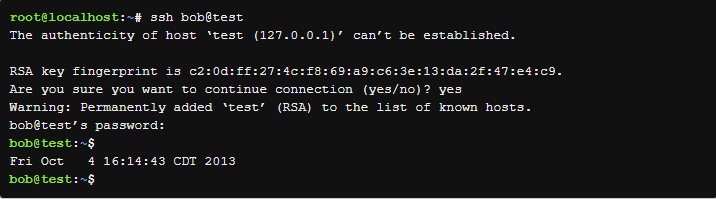 root@localhost:~# ssh bob@test
The authenticity of host ‘test (127.0.0.1)’ can’t be established.
RSA key fingerprint is c2:0d:ff:27:4c:f8:69:a9:c6:3e:13:da:2f:47:e4:c9.
Are you sure you want to continue connection (yes/no)? yes
Warning: Permanently added ‘test’ (RSA) to the list of known hosts.
bob@test’s password:
bob@test:~$
Fri Oct   4 16:14:43 CDT 2013
bob@test:~$